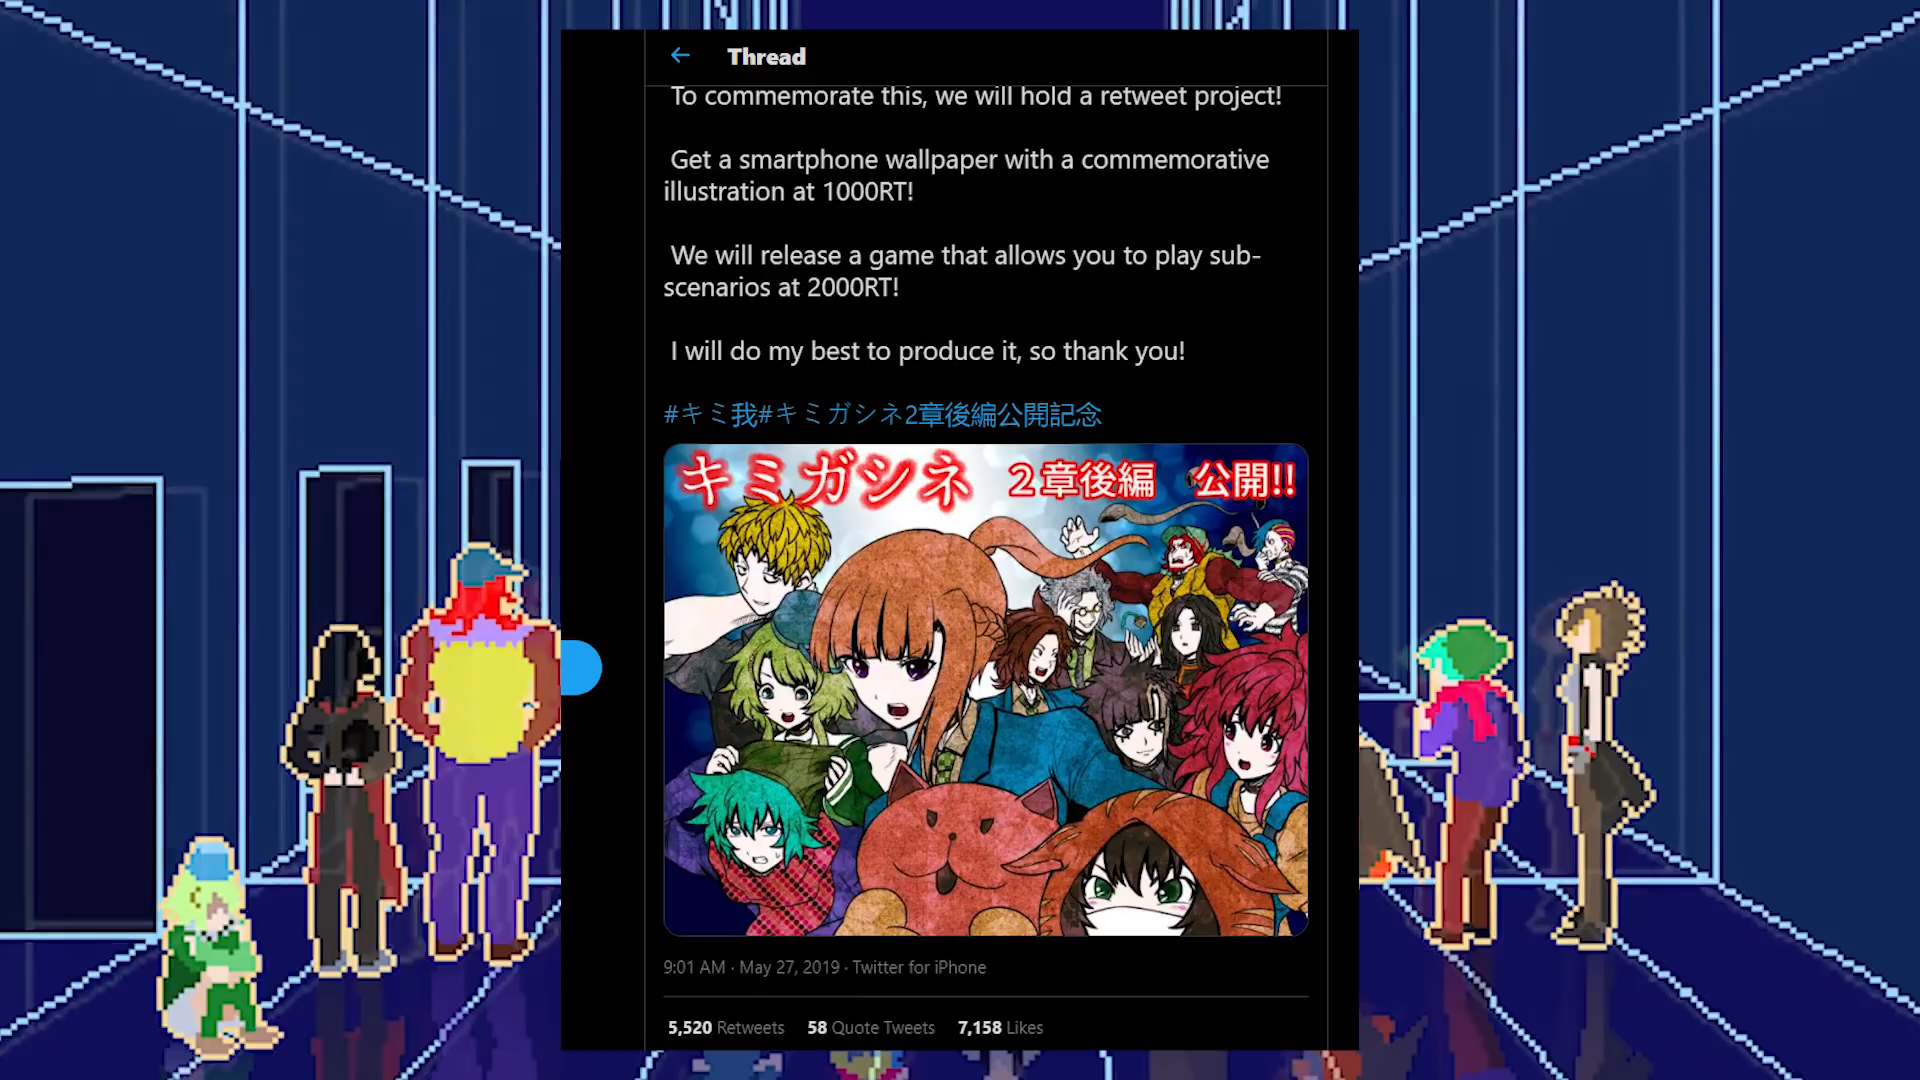 Thread
To commemorate this, we will hold a retweet project!
Get a smartphone wallpaper with a commemorative
illustration at 1000RT!
We will release a game that allows you to play sub-
scenarios at 2000RT!
I will do my best to produce it, so thank you!
#キミ我#キミガシネ2章後編公開記念
キミガシネ 2章後編 公開!!
9:01 AM · May 27, 2019 · Twitter for iPhone
5,520 Retweets 58 Quote Tweets 7,158 Likes